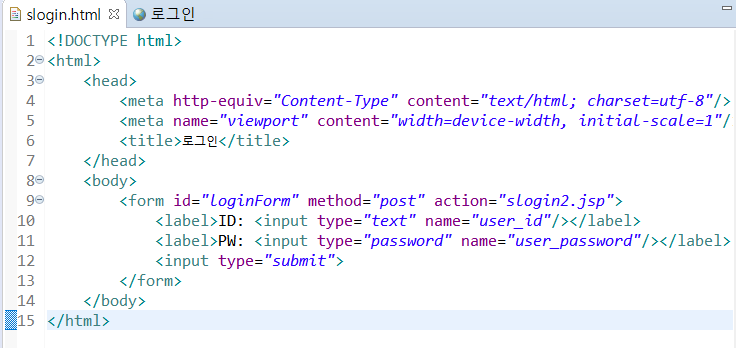 slogin.html 로그인
1 <!DOCTYPE html>
2 <html>
3 <head>
4 <meta http-equiv="Content-Type" content="text/html; charset=utf-8"/>
5 <meta name="viewport" content="width=device-width, initial-scale=1"/
6 <title>로그인</title>
7 </head>
8 <body>
9 <form id="loginForm" method="post" action="slogin2.jsp">
10 <label>ID: <input type="text" name="user_id"/></label>
11 <label>PW: <input type="password" name="user_password"/></label>
12 <input type="submit">
13 </form>
14 </body>
15 </html>